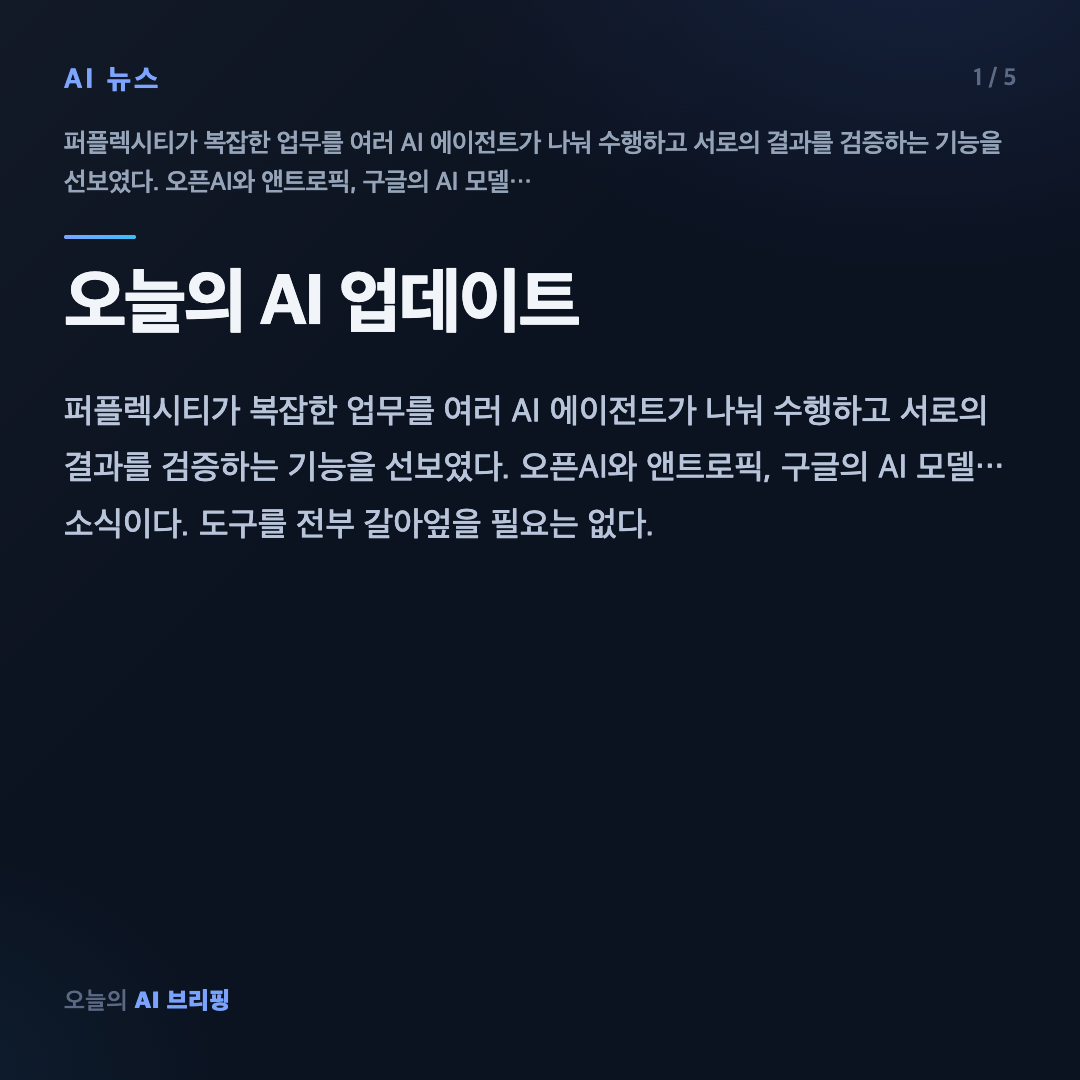 AI 뉴스
1 / 5
퍼플렉시티가 복잡한 업무를 여러 AI 에이전트가 나눠 수행하고 서로의 결과를 검증하는 기능을
선보였다. 오픈AI와 앤트로픽, 구글의 AI 모델…
오늘의 AI 업데이트
퍼플렉시티가 복잡한 업무를 여러 AI 에이전트가 나눠 수행하고 서로의
결과를 검증하는 기능을 선보였다. 오픈AI와 앤트로픽, 구글의 AI 모델…
소식이다. 도구를 전부 갈아엎을 필요는 없다.
오늘의 AI 브리핑